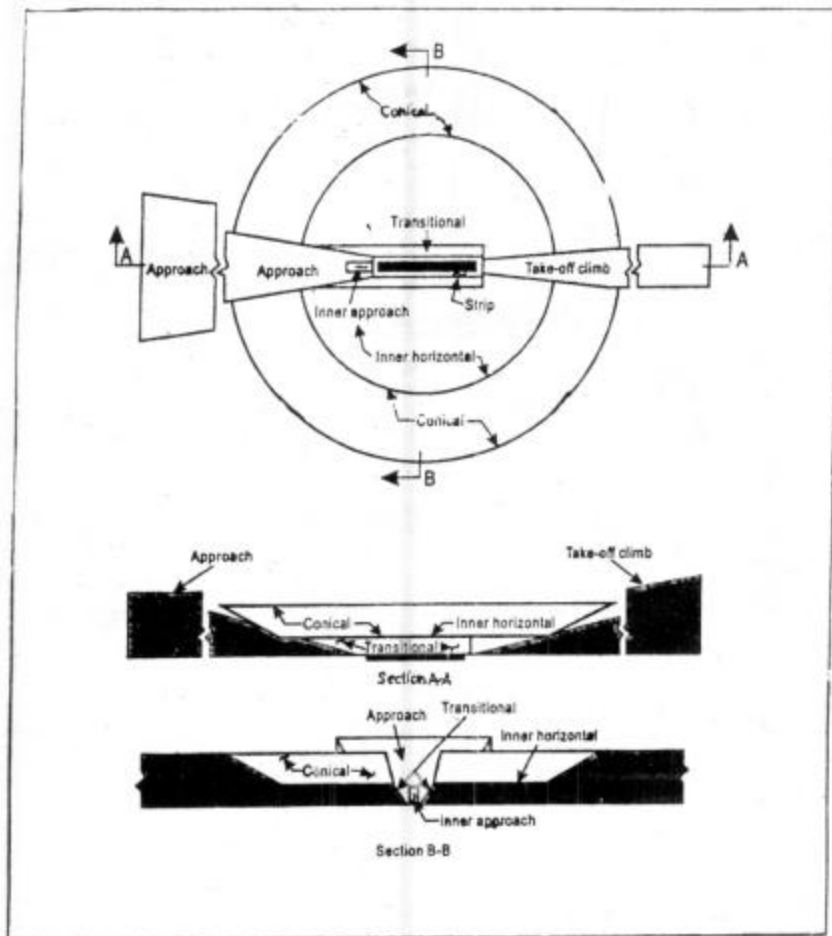 B
Conical
Transitional
A
Approach
Approach
Take-off climb
A
Inner approach
Strip
Inner horizontal
Conical
B
Approach
Take-off climb
Conical
Inner horizontal
Transitional
Section A-A
Transitional
Approach
Inner horizontal
Conical
Inner approach
Section B-B